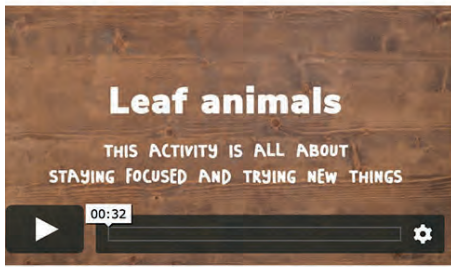 Leaf animals
THIS ACTIVITY IS ALL ABOUT
STAYING FOCUSED AND TRYING NEW THINGS
00:32